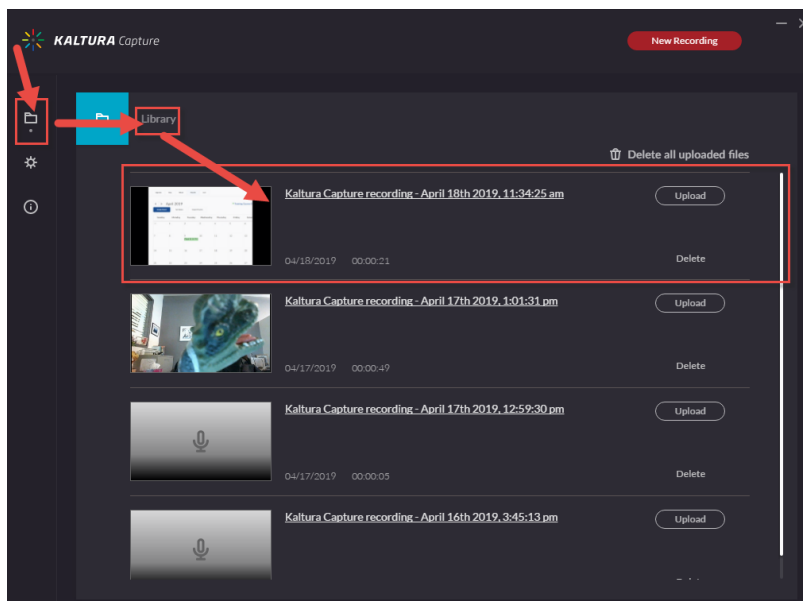 KALTURA Capture
New Recording
Library
Delete all uploaded files
Kaltura Capture recording - April 18th 2019, 11:34:25 am
Upload
04/18/2019 00:00:21
Delete
Kaltura Capture recording - April 17th 2019, 1:01:31 pm
Upload
04/17/2019 00:00:49
Delete
Kaltura Capture recording - April 17th 2019, 12:59:30 pm
Upload
04/17/2019 00:00:05
Delete
Kaltura Capture recording - April 16th 2019, 3:45:13 pm
Upload